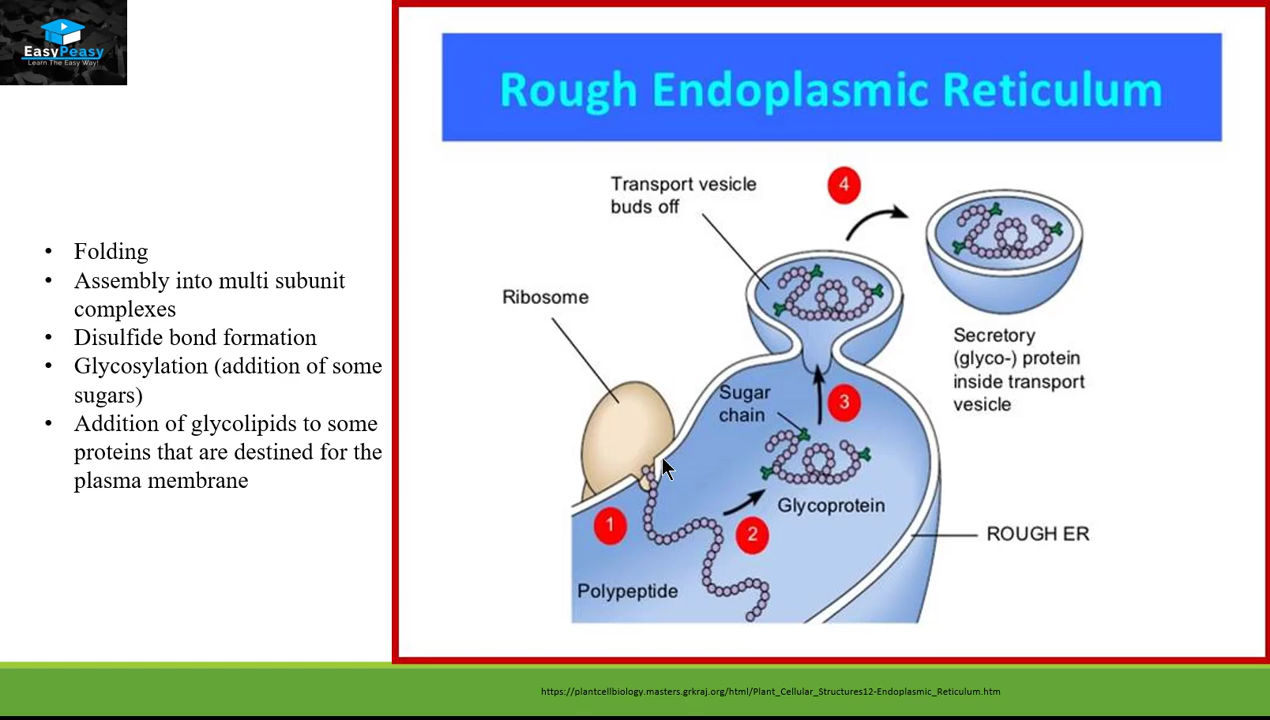 EasyPeasy
Learn The Easy Way!
• Folding
• Assembly into multi subunit
complexes
• Disulfide bond formation
• Glycosylation (addition of some
sugars)
• Addition of glycolipids to some
proteins that are destined for the
plasma membrane
Rough Endoplasmic Reticulum
Transport vesicle
buds off
4
Ribosome
Secretory
(glyco-) protein
inside transport
vesicle
Sugar
chain
3
Glycoprotein
1
2
ROUGH ER
Polypeptide
https://plantcellbiology.masters.grkraj.org/html/Plant_Cellular_Structures12-Endoplasmic_Reticulum.htm